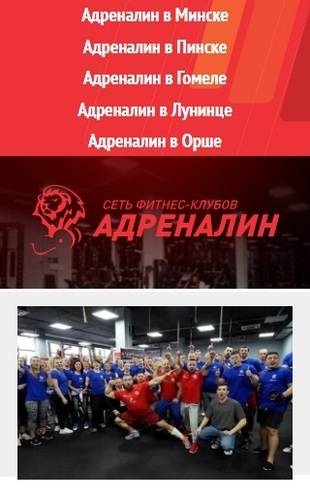 Адреналин в Минске
Адреналин в Пинске
Адреналин в Гомеле
Адреналин в Лунинце
Адреналин в Орше
СЕТЬ ФИТНЕС-КЛУБОВ
АДРЕНАЛИН